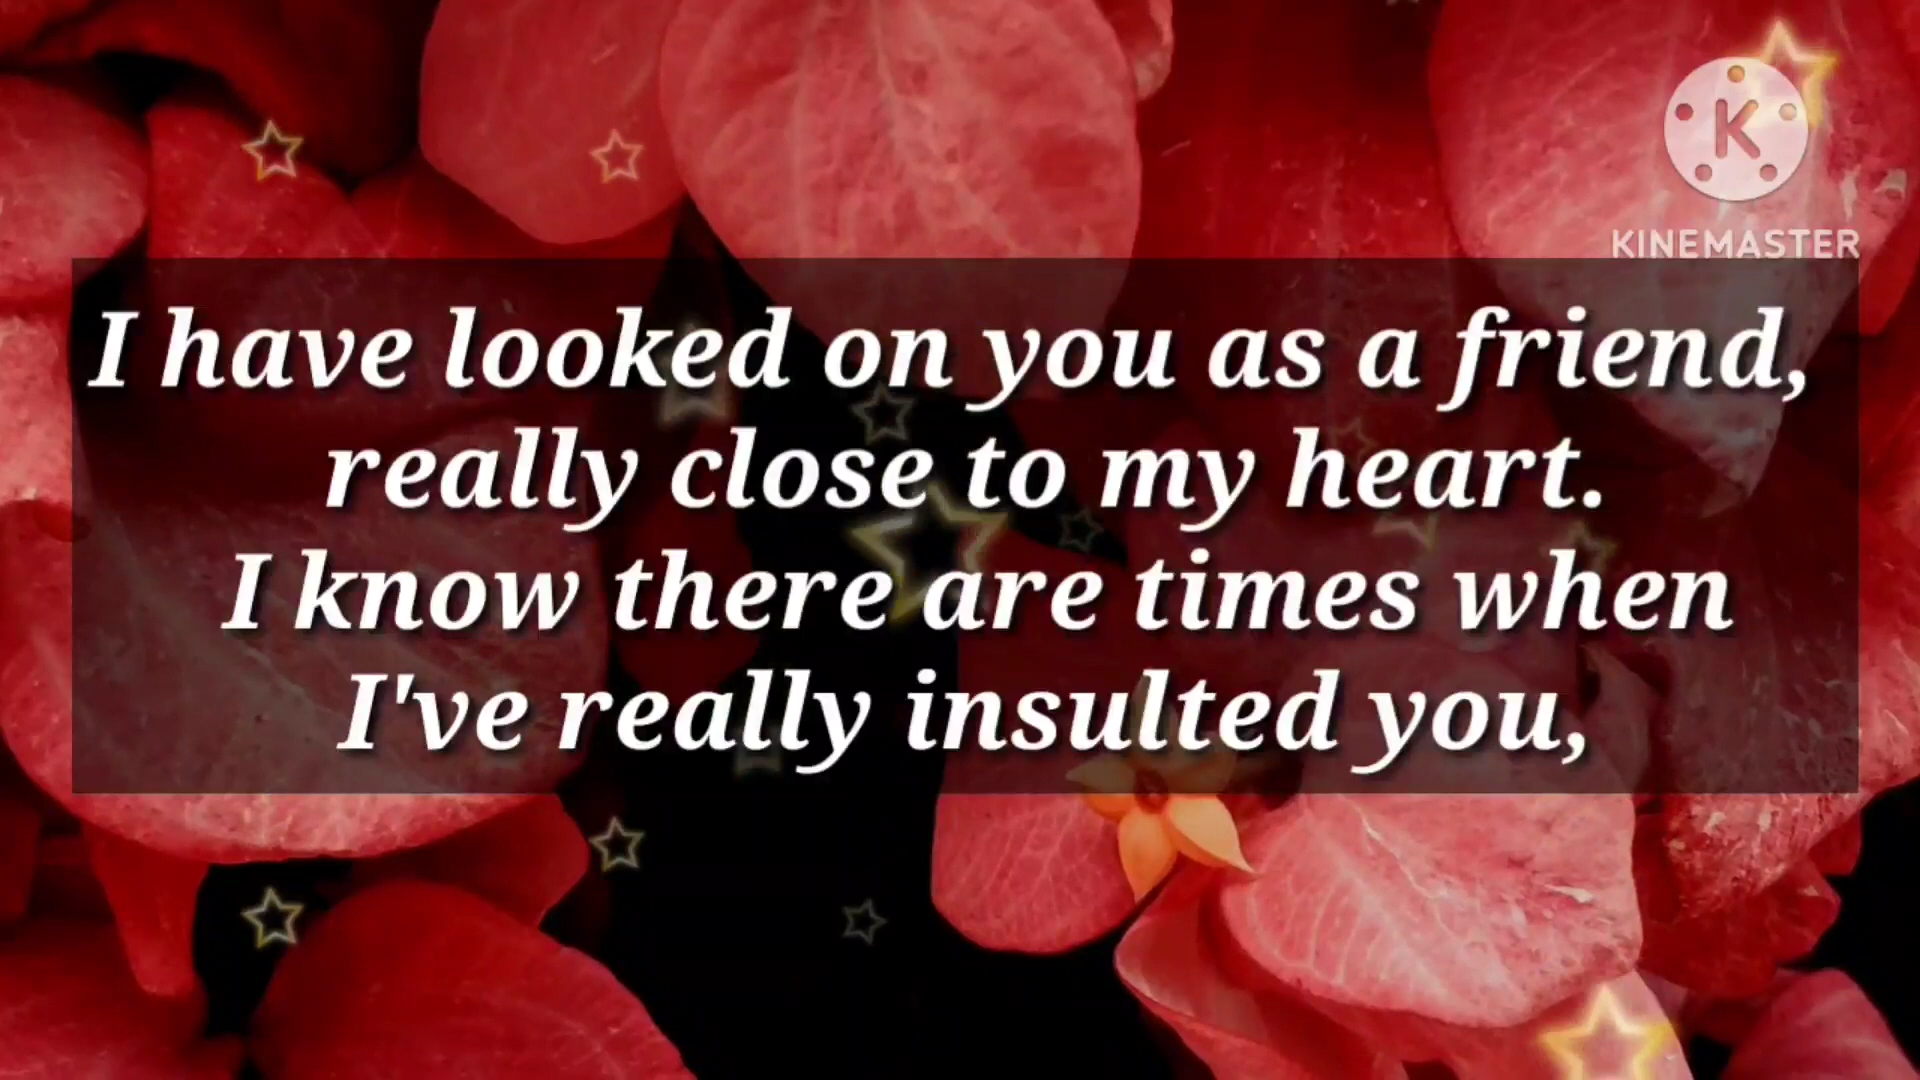 K
KINEMASTER
I have looked on you as a friend,
really close to my heart.
I know there are times when
I've really insulted you,